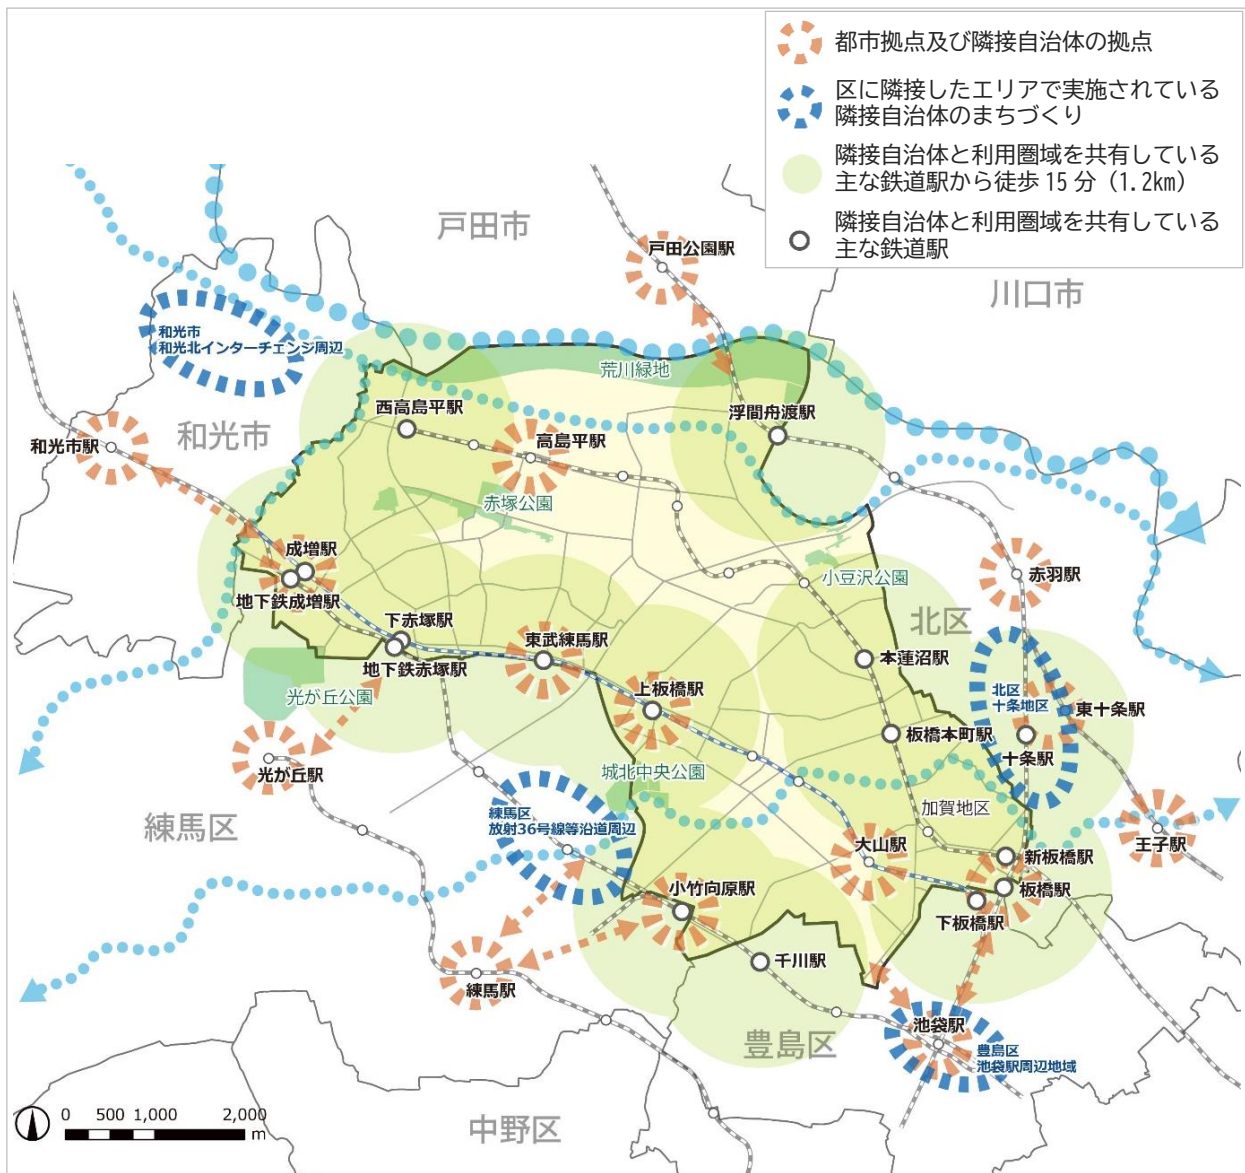 都市拠点及び隣接自治体の拠点
区に隣接したエリアで実施されている
隣接自治体のまちづくり
隣接自治体と利用圏域を共有している
主な鉄道駅から徒歩15分（1.2km）
隣接自治体と利用圏域を共有している
主な鉄道駅
戸田市
戸田公園駅
川口市
和光市
和光北インターチェンジ周辺
荒川緑地
西高島平駅
浮間舟渡駅
和光市
和光市駅
高島平駅
赤塚公園
成増駅
地下鉄成増駅
小豆沢公園
赤羽駅
下赤塚駅
地下鉄赤塚駅
東武練馬駅
北区
本蓮沼駅
光が丘公園
上板橋駅
北区
十条地区
東十条駅
板橋本町駅
十条駅
光が丘駅
城北中央公園
練馬区
練馬区
放射36号線等沿道周辺
加賀地区
大山駅
王子駅
新板橋駅
板橋駅
小竹向原駅
下板橋駅
千川駅
練馬駅
池袋駅
豊島区
豊島区
池袋駅周辺地域
中野区
0 500 1,000 2,000
m